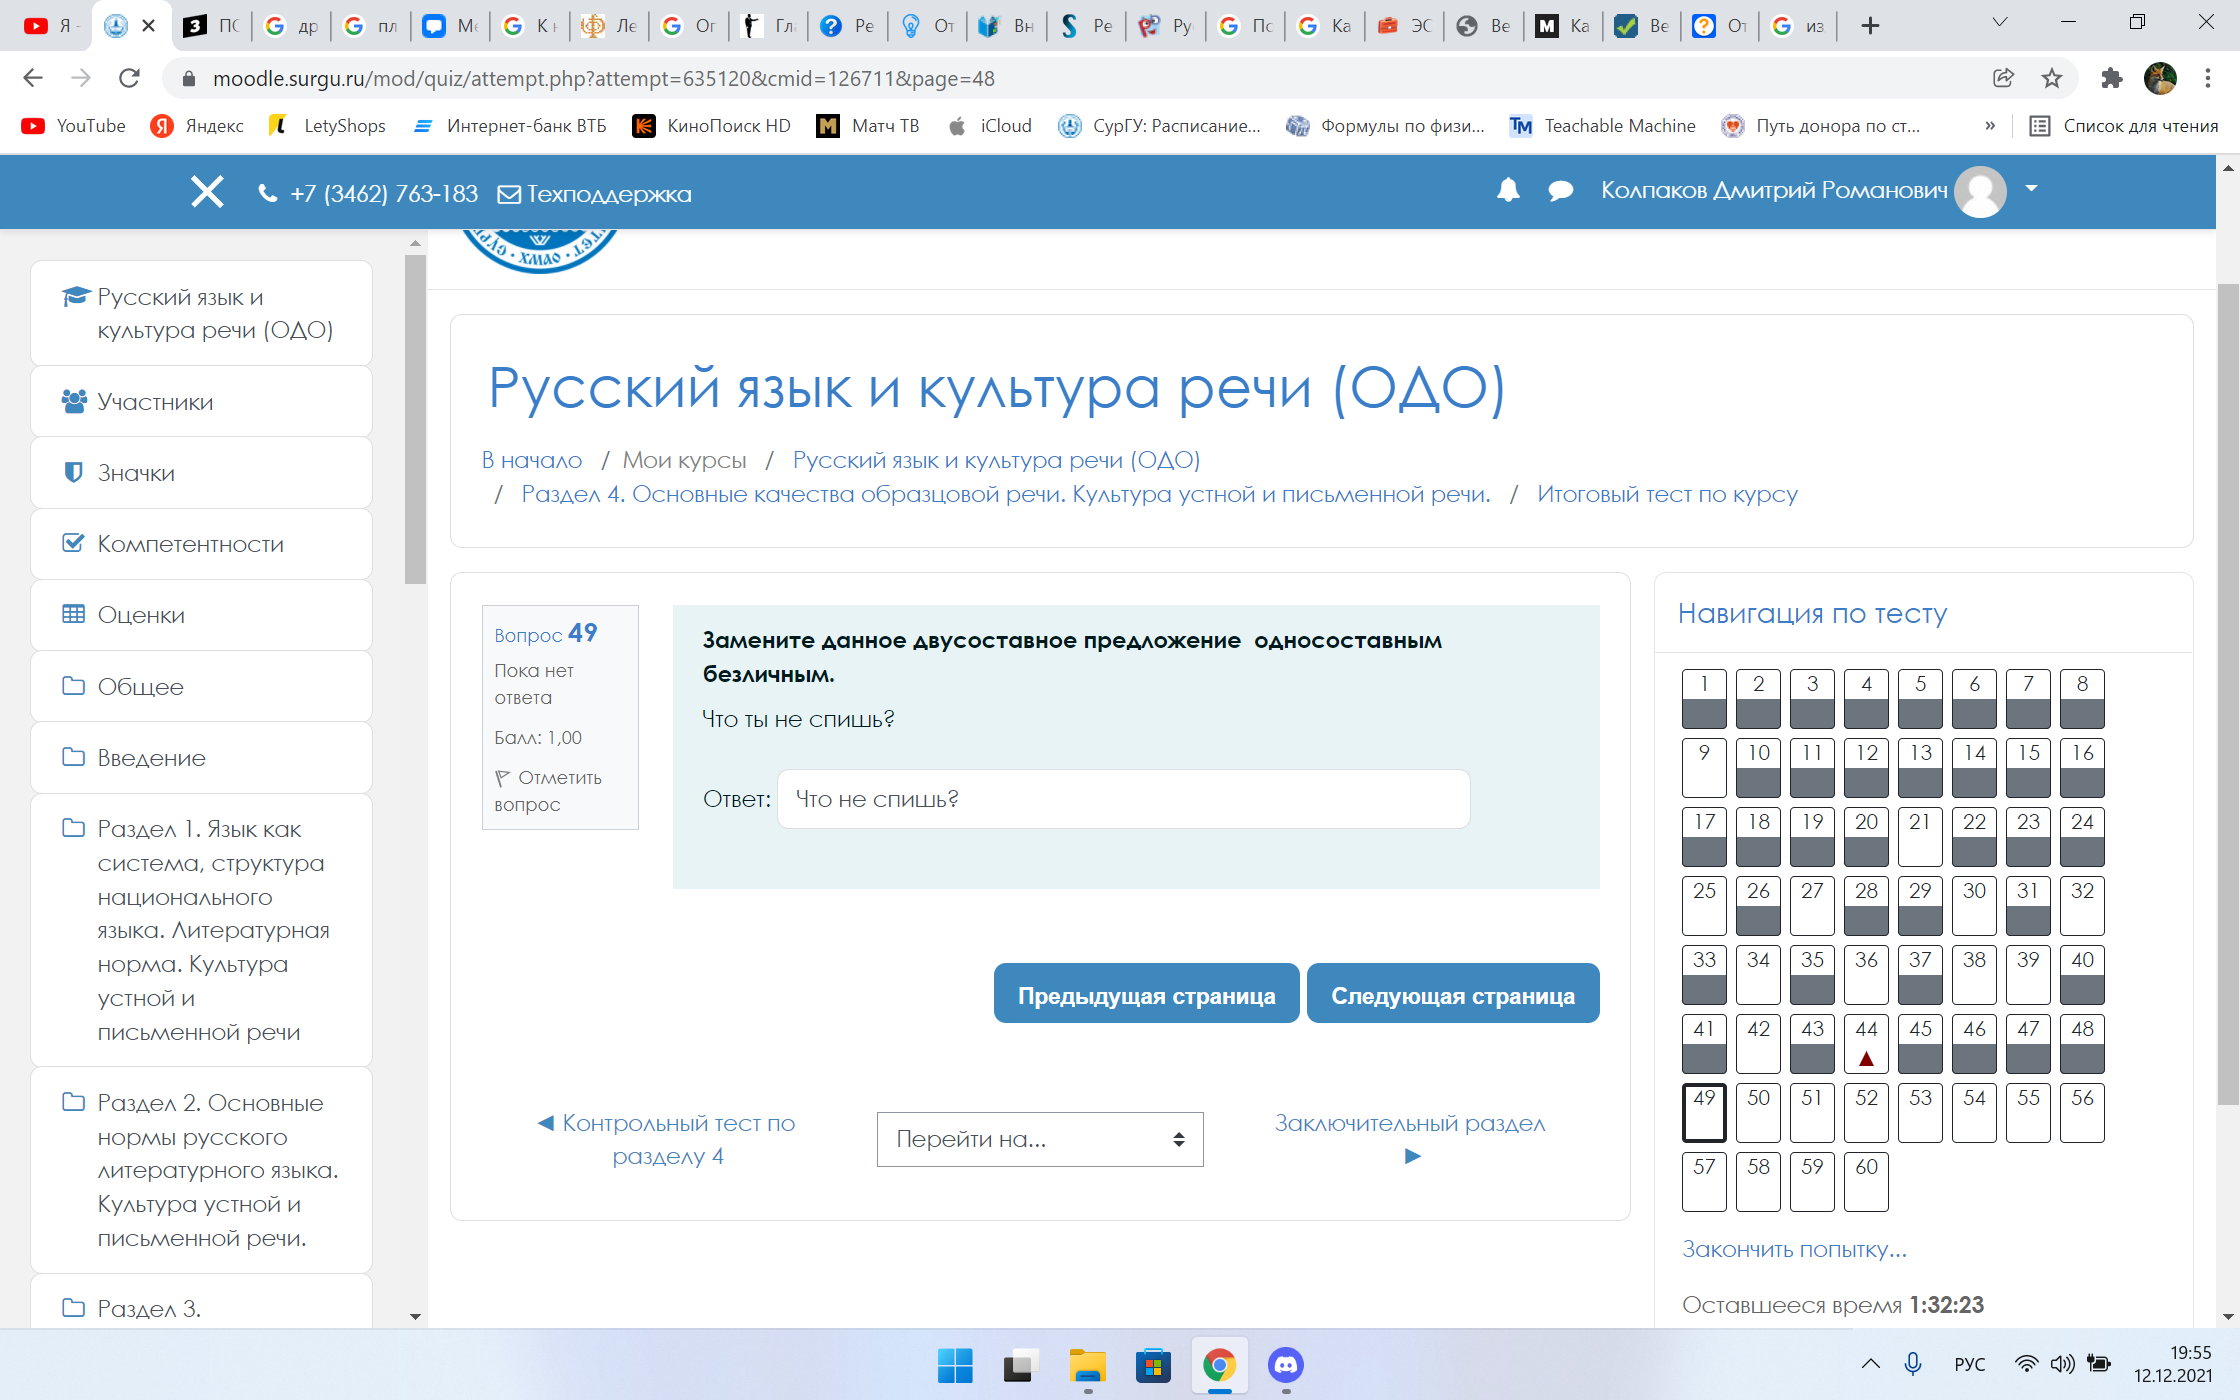 Я -
ПС
др
пл
Ме
К н
Ле
Ог
Гл
Ре
От
Вн
Ре
Ру
По
Ка
ЭС
Ве
Ка
Ве
От
из
moodle.surgu.ru/mod/quiz/attempt.php?attempt=635120&cmid=126711&page=48
YouTube
Яндекс
LetyShops
Интернет-банк ВТБ
КиноПоиск HD
Матч ТВ
iCloud
СурГУ: Расписание...
Формулы по физи...
Teachable Machine
Путь донора по ст...
»
Список для чтения
+7 (3462) 763-183
Техподдержка
Колпаков Дмитрий Романович
Русский язык и
культура речи (ОДО)
Участники
Значки
Компетентности
Оценки
Общее
Введение
Раздел 1. Язык как
система, структура
национального
языка. Литературная
норма. Культура
устной и
письменной речи
Раздел 2. Основные
нормы русского
литературного языка.
Культура устной и
письменной речи.
Раздел 3.
Русский язык и культура речи (ОДО)
В начало / Мои курсы / Русский язык и культура речи (ОДО)
/ Раздел 4. Основные качества образцовой речи. Культура устной и письменной речи. / Итоговый тест по курсу
Вопрос 49
Пока нет
ответа
Балл: 1,00
Отметить
вопрос
Замените данное двусоставное предложение односоставным
безличным.
Что ты не спишь?
Ответ: Что не спишь?
Предыдущая страница
Следующая страница
◄ Контрольный тест по
разделу 4
Перейти на...
Заключительный раздел
►
Навигация по тесту
1 2 3 4 5 6 7 8
9 10 11 12 13 14 15 16
17 18 19 20 21 22 23 24
25 26 27 28 29 30 31 32
33 34 35 36 37 38 39 40
41 42 43 44 45 46 47 48
49 50 51 52 53 54 55 56
57 58 59 60
Закончить попытку...
Оставшееся время 1:32:23
РУС
19:55
12.12.2021